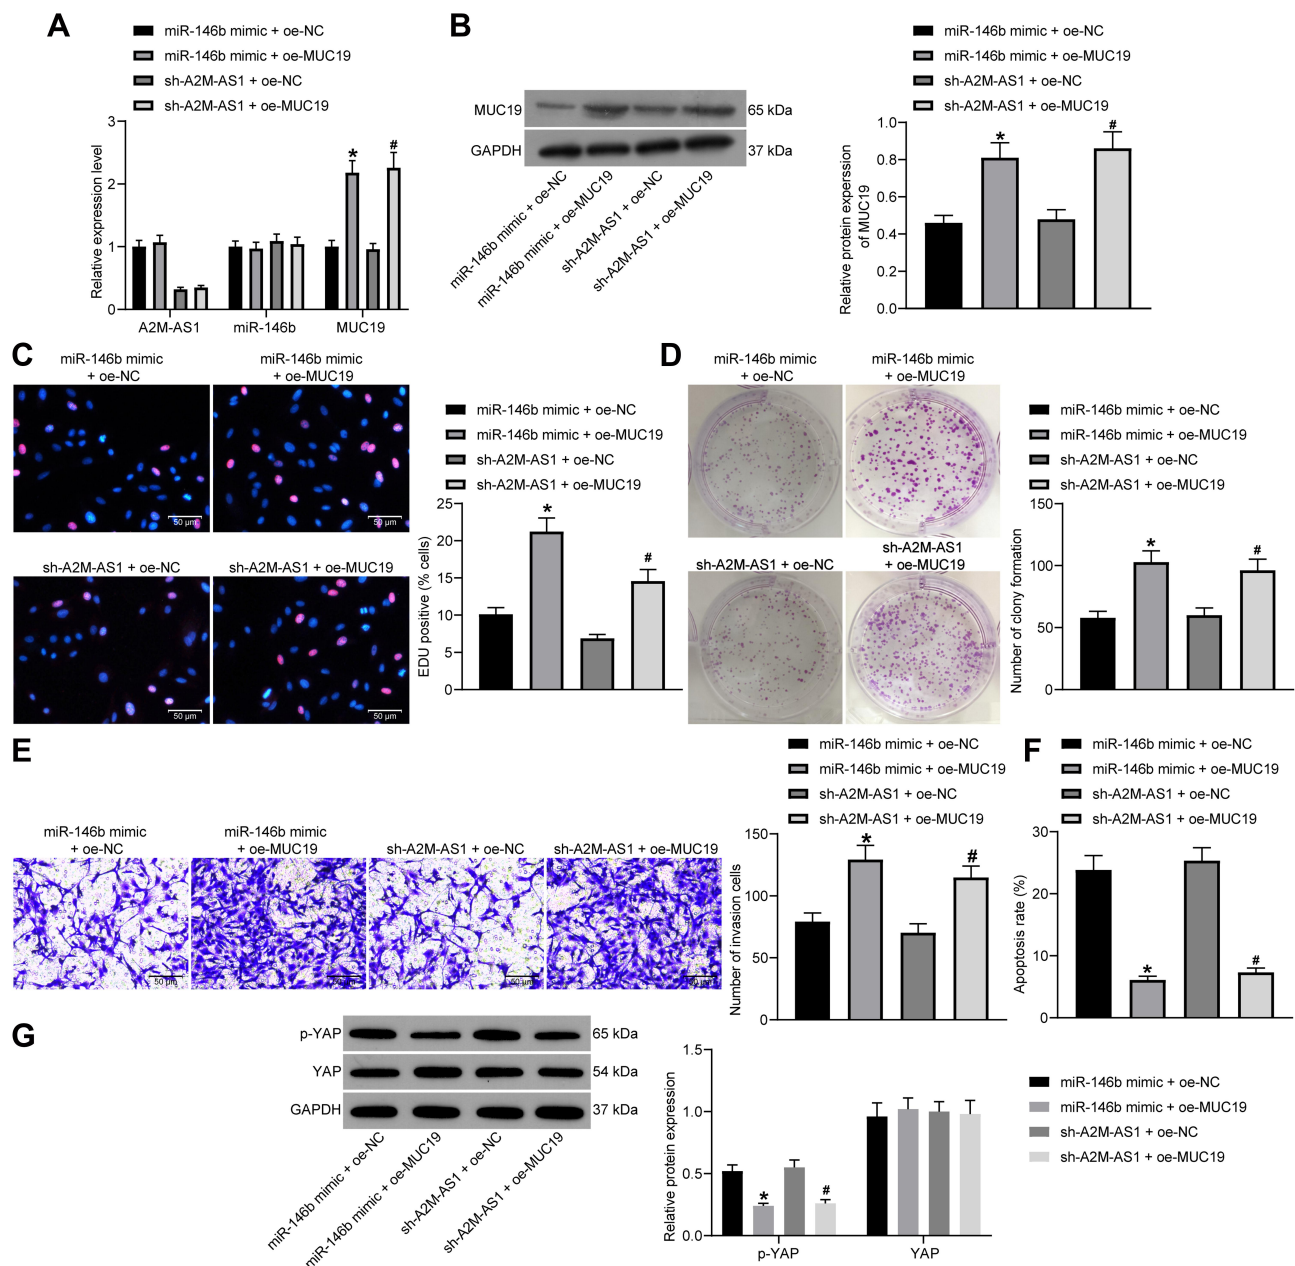 A
miR-146b mimic + oe-NC
miR-146b mimic + oe-MUC19
sh-A2M-AS1 + oe-NC
sh-A2M-AS1 + oe-MUC19
Relative expression level
3
2
1
0
*
#
A2M-AS1
miR-146b
MUC19
B
MUC19
65 kDa
GAPDH
37 kDa
miR-146b mimic + oe-NC
miR-146b mimic + oe-MUC19
sh-A2M-AS1 + oe-NC
sh-A2M-AS1 + oe-MUC19
miR-146b mimic + oe-NC
miR-146b mimic + oe-MUC19
sh-A2M-AS1 + oe-NC
sh-A2M-AS1 + oe-MUC19
Relative protein experssion
of MUC19
1.0
0.8
0.6
0.4
0.2
0.0
*
#
C
miR-146b mimic
+ oe-NC
miR-146b mimic
+ oe-MUC19
50 µm
50 µm
sh-A2M-AS1 + oe-NC
sh-A2M-AS1 + oe-MUC19
50 µm
50 µm
miR-146b mimic + oe-NC
miR-146b mimic + oe-MUC19
sh-A2M-AS1 + oe-NC
sh-A2M-AS1 + oe-MUC19
EDU positive (% cells)
25
20
15
10
5
0
*
#
D
miR-146b mimic
+ oe-NC
miR-146b mimic
+ oe-MUC19
sh-A2M-AS1 + oe-NC
sh-A2M-AS1
+ oe-MUC19
miR-146b mimic + oe-NC
miR-146b mimic + oe-MUC19
sh-A2M-AS1 + oe-NC
sh-A2M-AS1 + oe-MUC19
Number of clony formation
150
100
50
0
*
#
E
miR-146b mimic
+ oe-NC
miR-146b mimic
+ oe-MUC19
sh-A2M-AS1 + oe-NC
sh-A2M-AS1 + oe-MUC19
50 µm
50 µm
50 µm
50 µm
miR-146b mimic + oe-NC
miR-146b mimic + oe-MUC19
sh-A2M-AS1 + oe-NC
sh-A2M-AS1 + oe-MUC19
Number of invasion cells
150
100
50
0
*
#
F
miR-146b mimic + oe-NC
miR-146b mimic + oe-MUC19
sh-A2M-AS1 + oe-NC
sh-A2M-AS1 + oe-MUC19
Apoptosis rate (%)
30
20
10
0
*
#
G
p-YAP
65 kDa
YAP
54 kDa
GAPDH
37 kDa
miR-146b mimic + oe-NC
miR-146b mimic + oe-MUC19
sh-A2M-AS1 + oe-NC
sh-A2M-AS1 + oe-MUC19
Relative protein expression
1.5
1.0
0.5
0.0
*
#
p-YAP
YAP
miR-146b mimic + oe-NC
miR-146b mimic + oe-MUC19
sh-A2M-AS1 + oe-NC
sh-A2M-AS1 + oe-MUC19